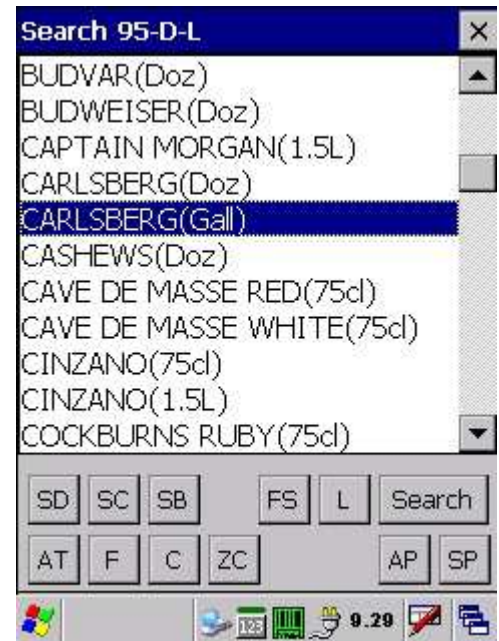 Search 95-D-L
BUDVAR(Doz)
BUDWEISER(Doz)
CAPTAIN MORGAN(1.5L)
CARLSBERG(Doz)
CARLSBERG(Gall)
CASHEWS(Doz)
CAVE DE MASSE RED(75cl)
CAVE DE MASSE WHITE(75cl)
CINZANO(75cl)
CINZANO(1.5L)
COCKBURNS RUBY(75cl)
SD SC SB FS L Search
AT F C ZC AP SP
123 9.29